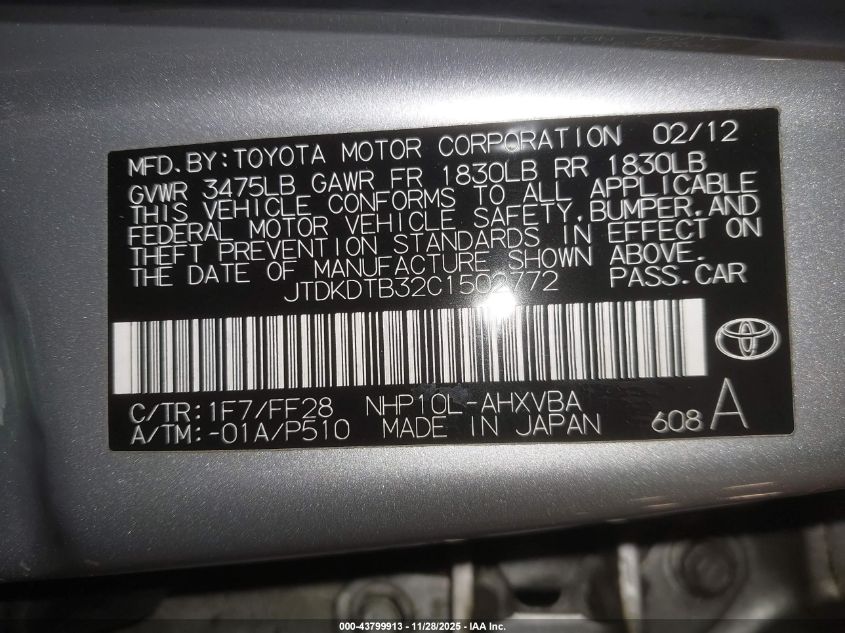 MFD.BY:TOYOTA MOTOR CORPORATION 02/12
GVWR 3475LB GAWR FR 1830LB RR 1830LB
THIS VEHICLE CONFORMS TO ALL APPLICABLE
FEDERAL MOTOR VEHICLE SAFETY,BUMPER,AND
THEFT PREVENTION STANDARDS IN EFFECT ON
THE DATE OF MANUFACTURE SHOWN ABOVE.
JTDKDTB32C1502772 PASS.CAR
C/TR:1F7/FF28 NHP10L-AHXVBA
A/TM:-01A/P510 MADE IN JAPAN 608 A
000-43799913 - 11/28/2025 - IAA Inc.